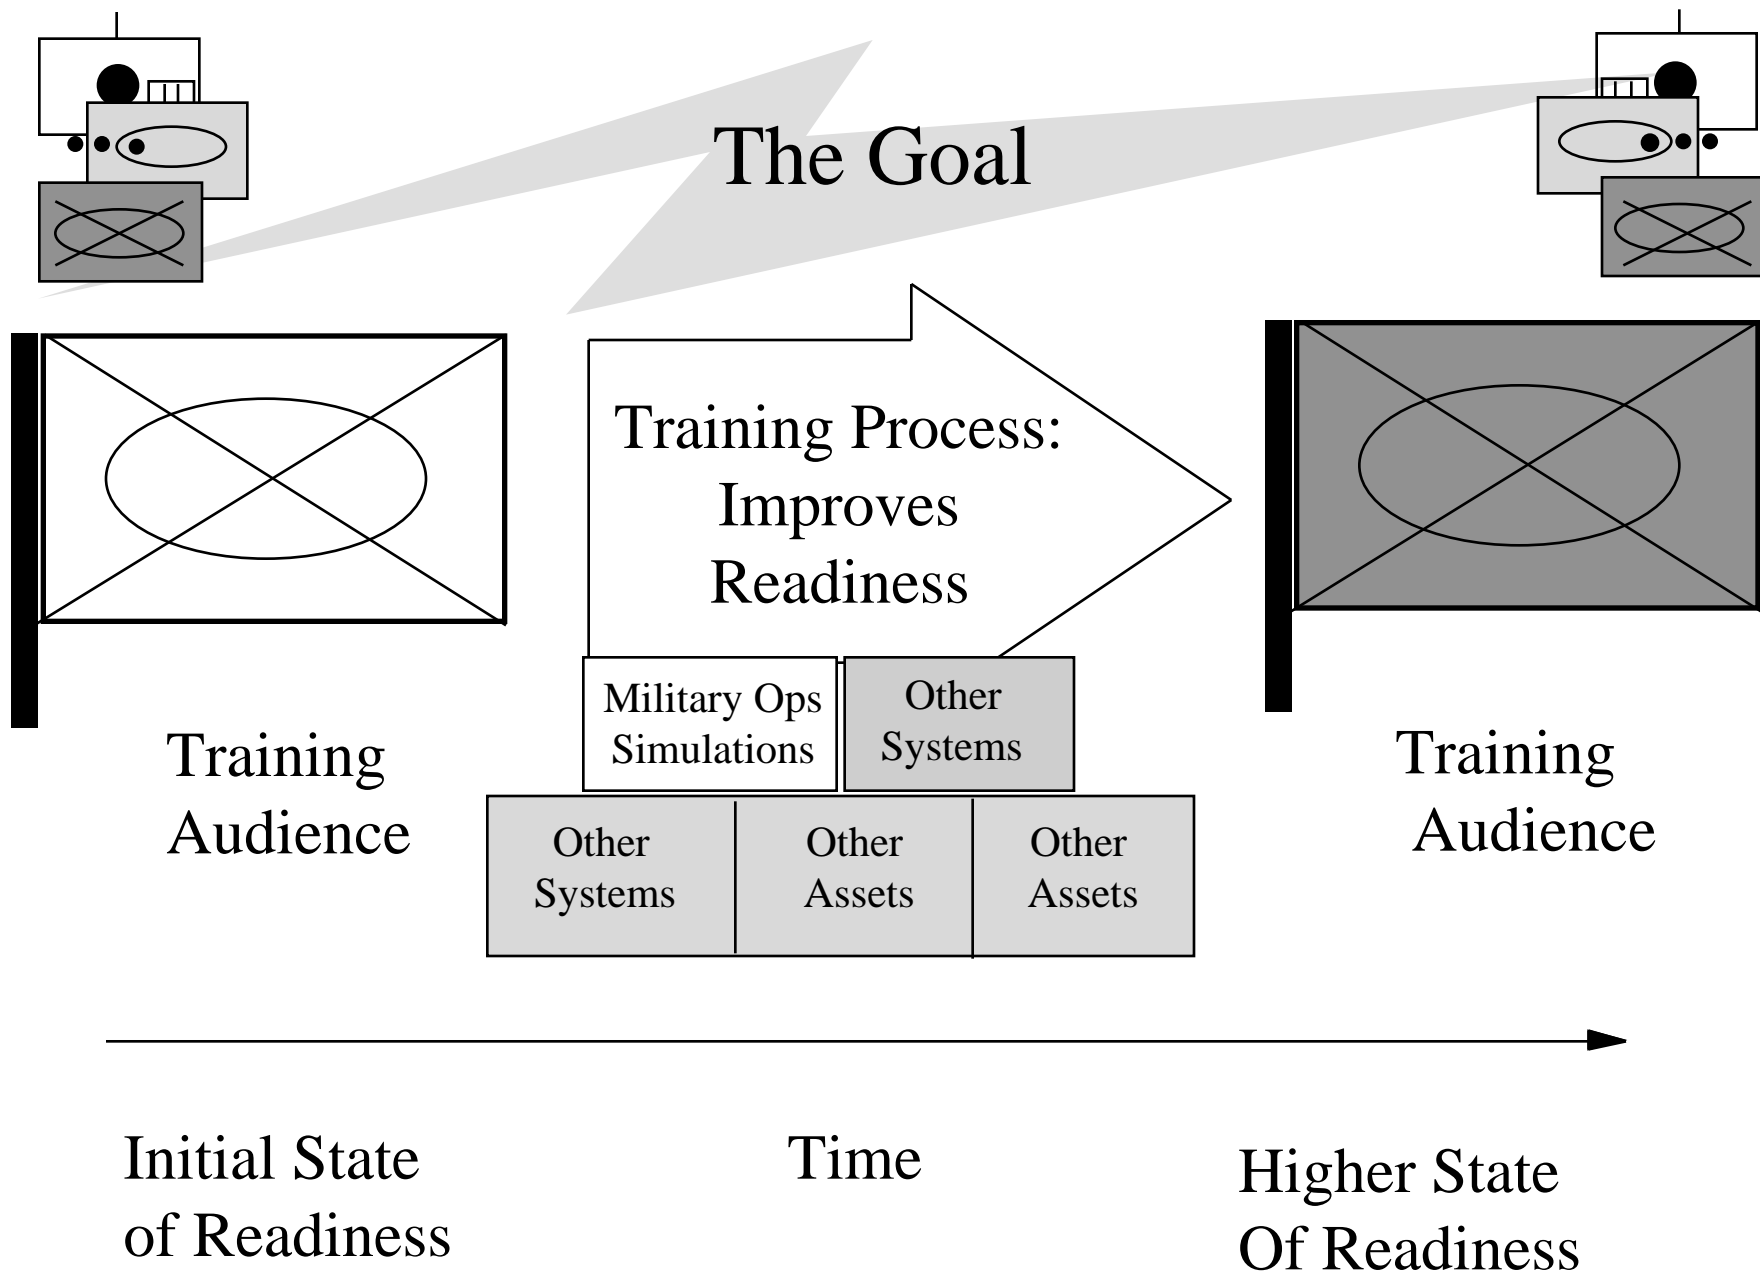 The Goal
Training Process:
Improves
Readiness
Military Ops
Simulations
Other
Systems
Other
Systems
Other
Assets
Other
Assets
Training
Audience
Training
Audience
Initial State
of Readiness
Time
Higher State
Of Readiness